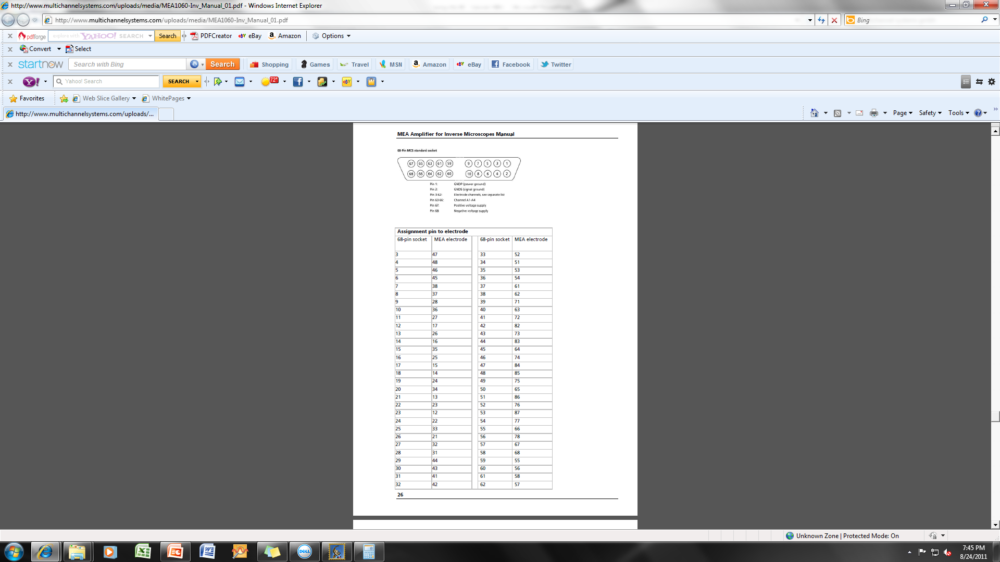 http://www.multichannelsystems.com/uploads/media/MEA1060-Inv_Manual_01.pdf - Windows Internet Explorer
http://www.multichannelsystems.com/uploads/media/MEA1060-Inv_Manual_01.pdf Bing
x pdfforge explore with YAHOO! SEARCH Search PDFCreator eBay Amazon Options
x Convert Select
x startnow Search with Bing Search Shopping Games Travel MSN Amazon eBay Facebook Twitter
x Y! Yahoo! Search SEARCH 72°
Favorites Web Slice Gallery WhitePages
http://www.multichannelsystems.com/uploads/... Page Safety Tools
MEA Amplifier for Inverse Microscopes Manual
68-Pin MCS standard socket
67 65 63 61 59 9 7 5 3 1
68 66 64 62 60 10 8 6 4 2
Pin 1: GNDP (power ground)
Pin 2: GNDS (signal ground)
Pin 3-62: Electrode channels, see separate list
Pin 63-66: Channel A1-A4
Pin 67: Positive voltage supply
Pin 68: Negative voltage supply
Assignment pin to electrode
68-pin socket MEA electrode 68-pin socket MEA electrode
3 47 33 52
4 48 34 51
5 46 35 53
6 45 36 54
7 38 37 61
8 37 38 62
9 28 39 71
10 36 40 63
11 27 41 72
12 17 42 82
13 26 43 73
14 16 44 83
15 35 45 64
16 25 46 74
17 15 47 84
18 14 48 85
19 24 49 75
20 34 50 65
21 13 51 86
22 23 52 76
23 12 53 87
24 22 54 77
25 33 55 66
26 21 56 78
27 32 57 67
28 31 58 68
29 44 59 55
30 43 60 56
31 41 61 58
32 42 62 57
26
Unknown Zone | Protected Mode: On
7:45 PM
8/24/2011